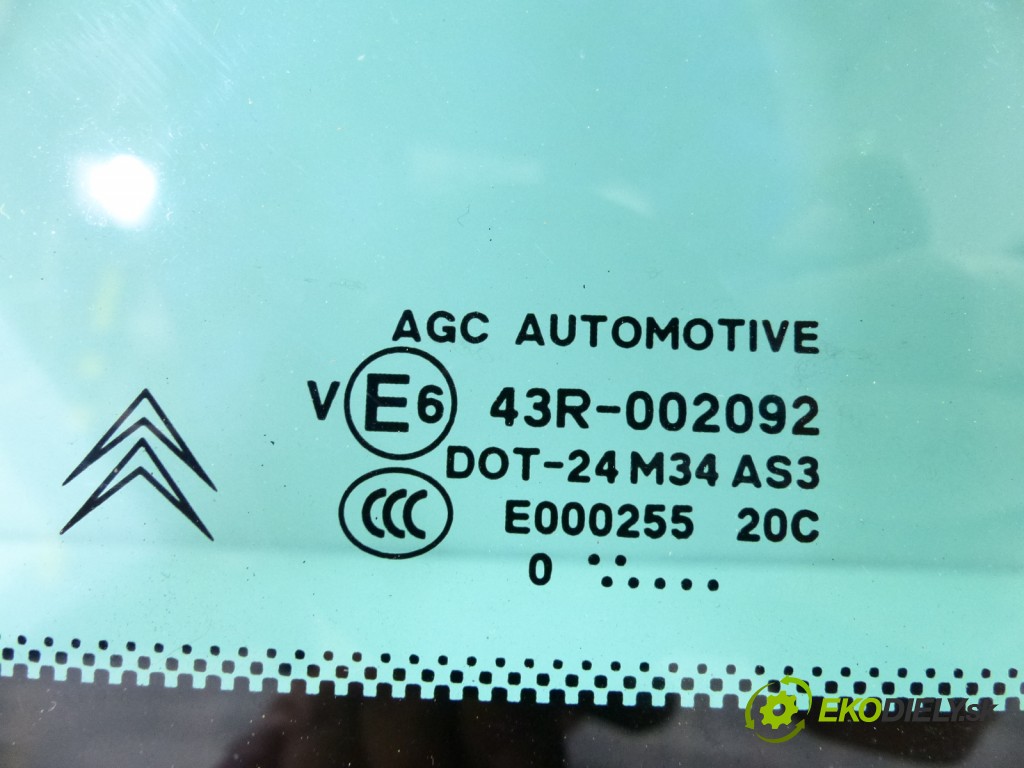 AGC AUTOMOTIVE
V E6 43R-002092
DOT-24 M34 AS3
CCC E000255 20C
0
EKODIELY.sk